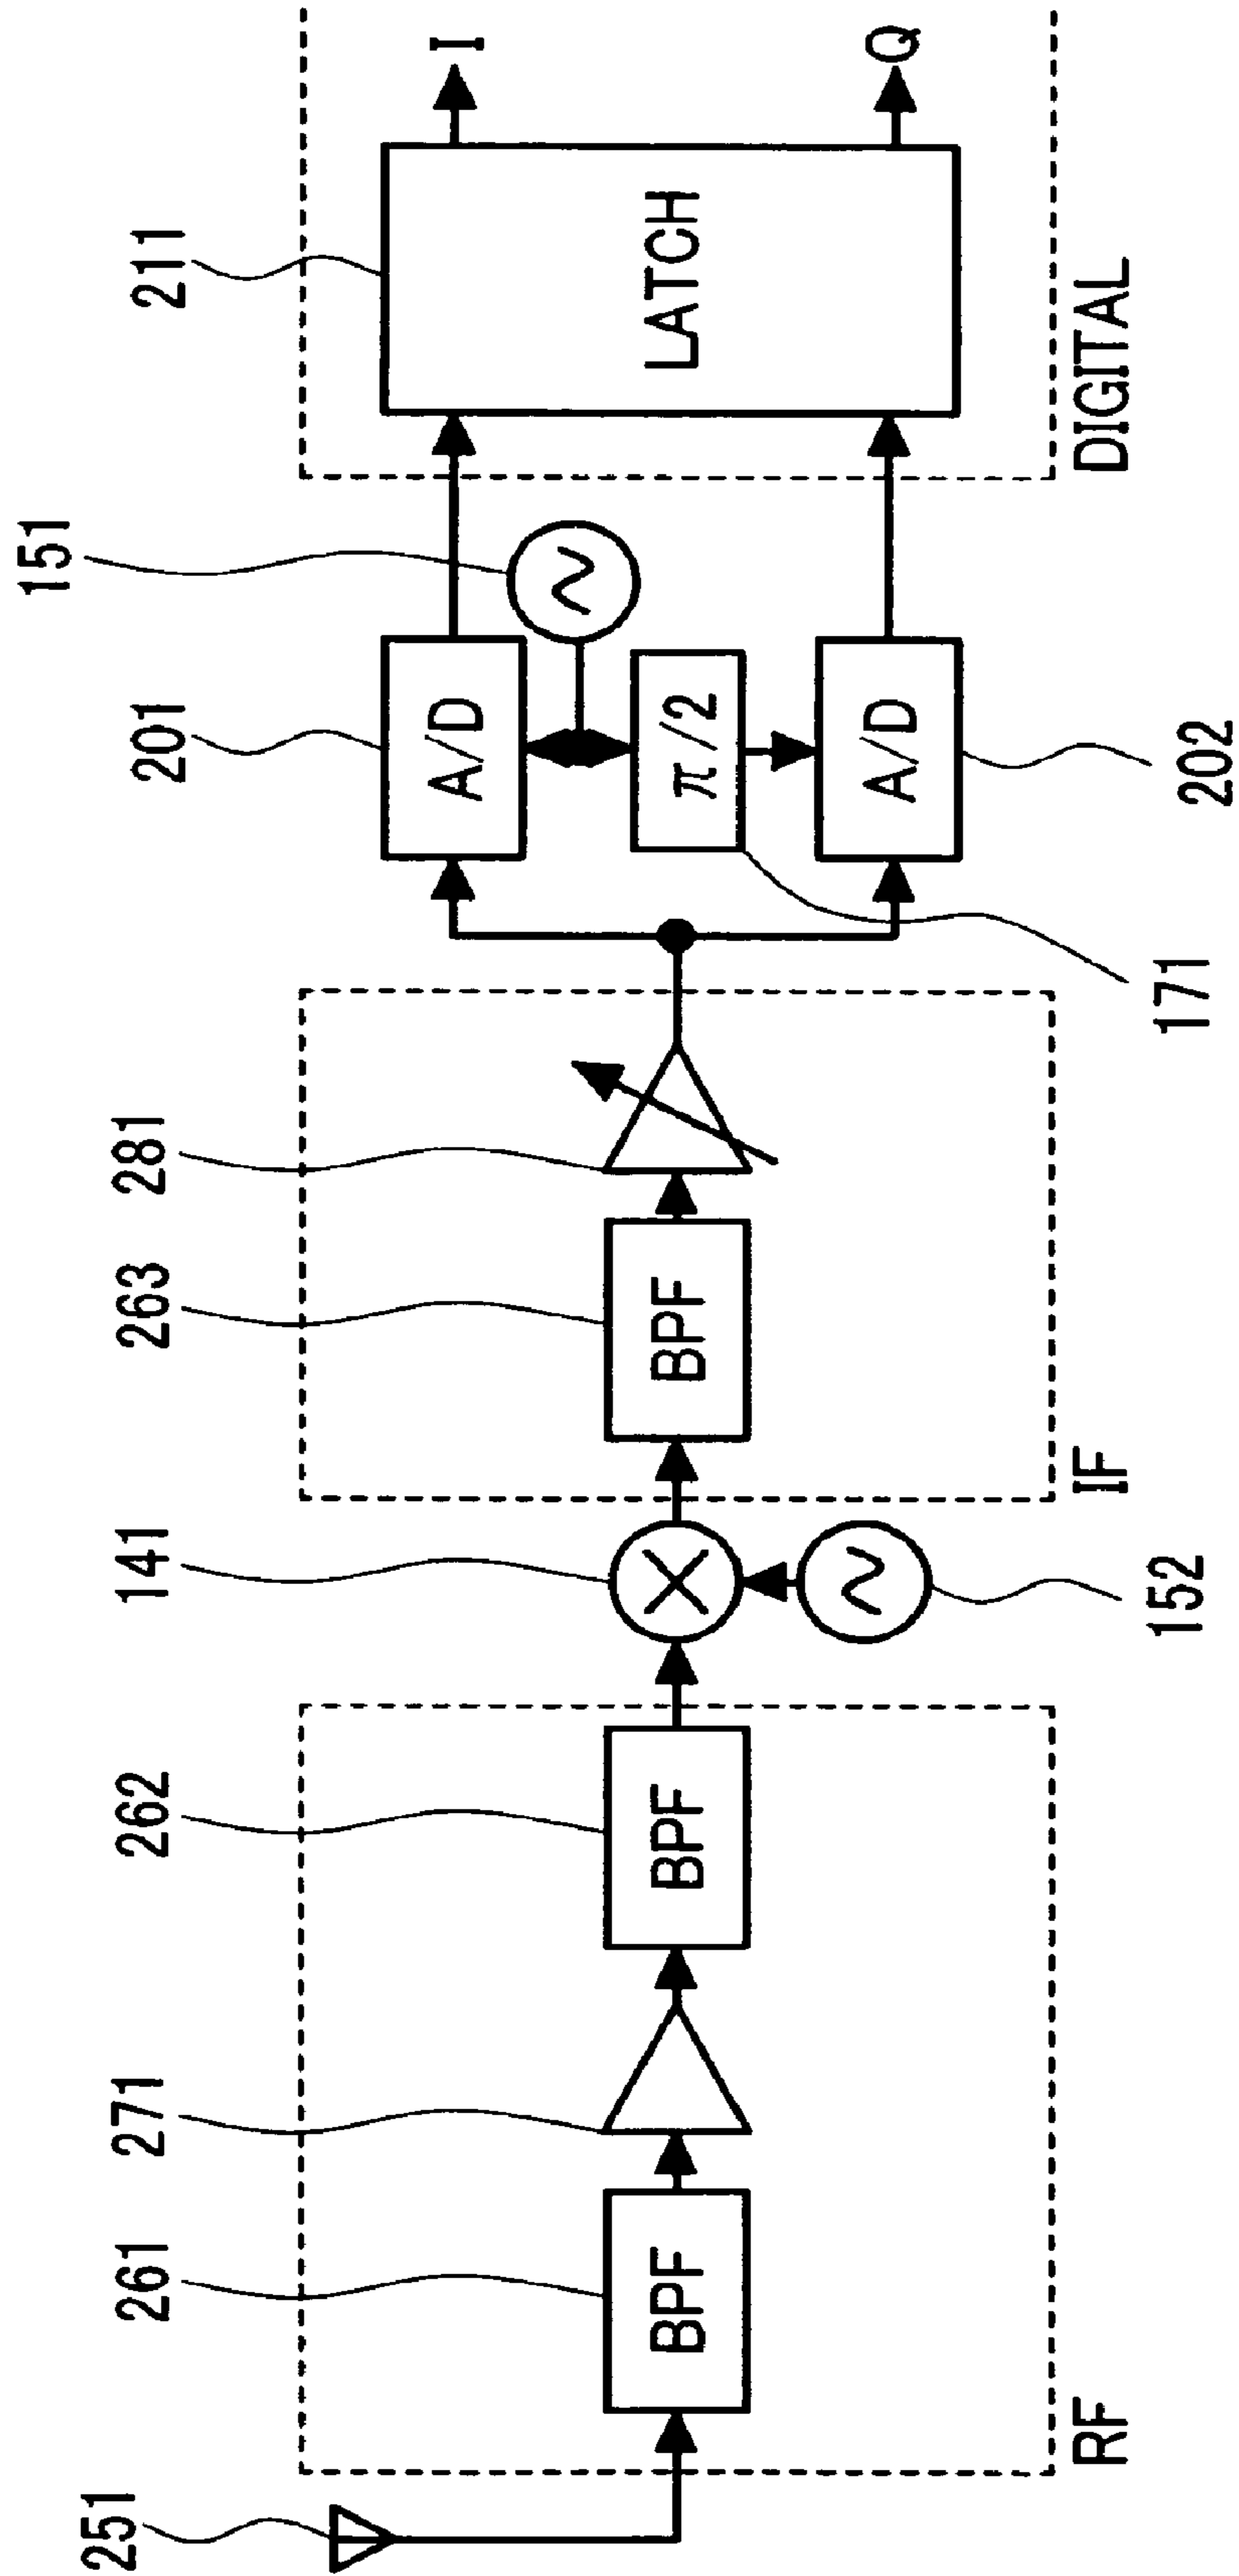 251
261
BPF
271
262
BPF
RF
141
152
263
BPF
281
IF
201
A/D
151
π/2
171
A/D
202
211
LATCH
I
Q
DIGITAL